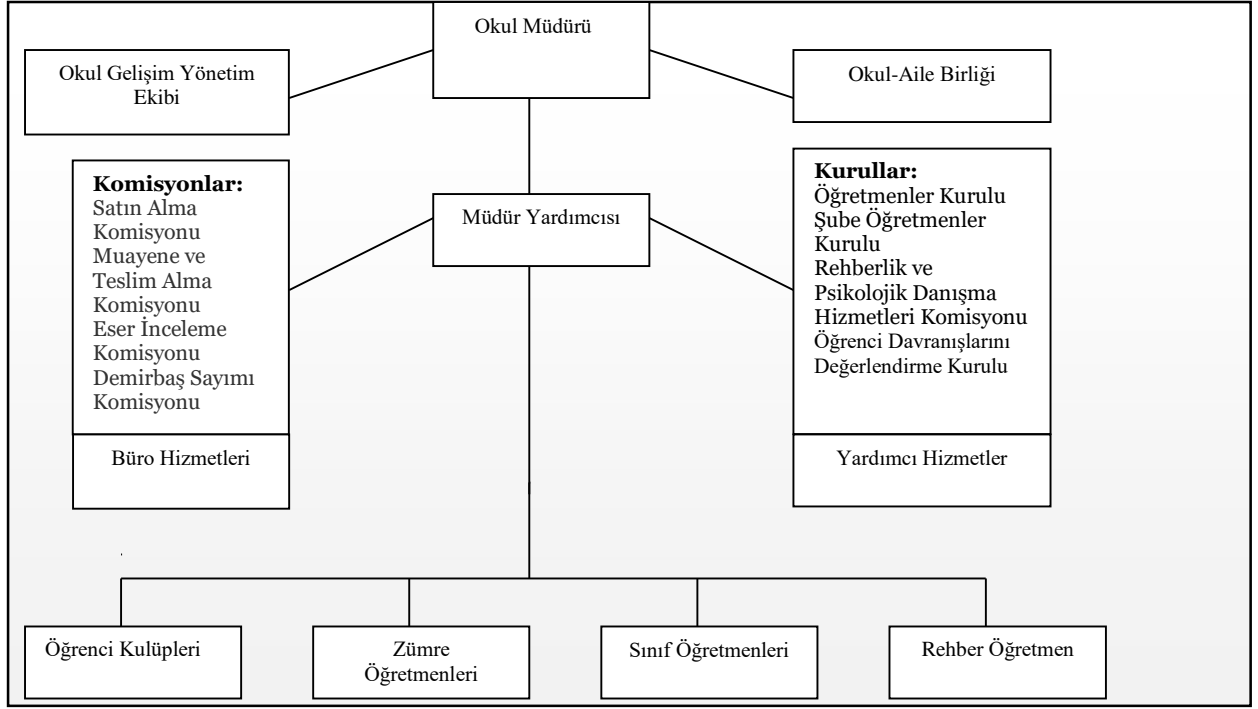 Okul Müdürü
Okul Gelişim Yönetim
Ekibi
Okul-Aile Birliği
Komisyonlar:
Satın Alma
Komisyonu
Muayene ve
Teslim Alma
Komisyonu
Eser İnceleme
Komisyonu
Demirbaş Sayımı
Komisyonu
Müdür Yardımcısı
Kurullar:
Öğretmenler Kurulu
Şube Öğretmenler
Kurulu
Rehberlik ve
Psikolojik Danışma
Hizmetleri Komisyonu
Öğrenci Davranışlarını
Değerlendirme Kurulu
Büro Hizmetleri
Yardımcı Hizmetler
Öğrenci Kulüpleri
Zümre
Öğretmenleri
Sınıf Öğretmenleri
Rehber Öğretmen